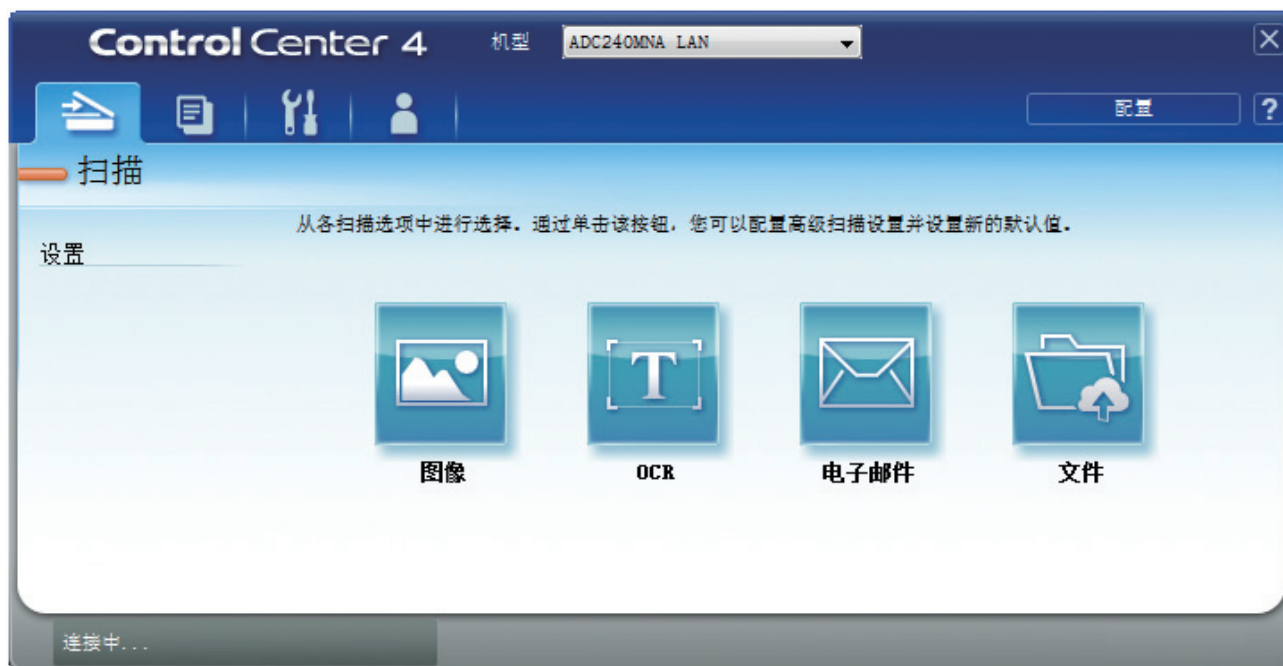 Control Center 4 机型 ADC240MNA LAN
配置 ?
扫描
从各扫描选项中进行选择. 通过单击该按钮, 您可以配置高级扫描设置并设置新的默认值.
设置
T
图像 OCR 电子邮件 文件
连接中...